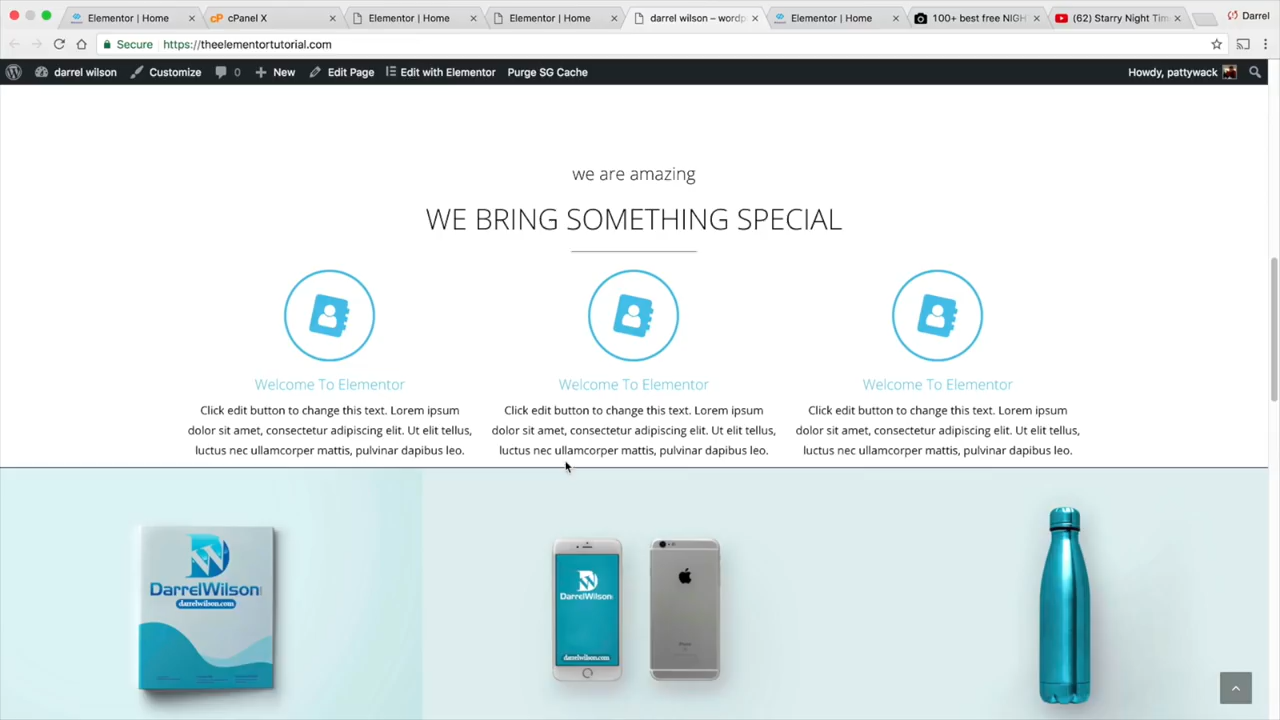 Elementor | Home
cPanel X
Elementor | Home
Elementor | Home
darrel wilson – wordp
Elementor | Home
100+ best free NIGH
(62) Starry Night Tim
Darrel
Secure https://theelementortutorial.com
darrel wilson Customize 0 New Edit Page Edit with Elementor Purge SG Cache Howdy, pattywack
we are amazing
WE BRING SOMETHING SPECIAL
Welcome To Elementor
Click edit button to change this text. Lorem ipsum
dolor sit amet, consectetur adipiscing elit. Ut elit tellus,
luctus nec ullamcorper mattis, pulvinar dapibus leo.
Welcome To Elementor
Click edit button to change this text. Lorem ipsum
dolor sit amet, consectetur adipiscing elit. Ut elit tellus,
luctus nec ullamcorper mattis, pulvinar dapibus leo.
Welcome To Elementor
Click edit button to change this text. Lorem ipsum
dolor sit amet, consectetur adipiscing elit. Ut elit tellus,
luctus nec ullamcorper mattis, pulvinar dapibus leo.
DarrelWilson
darrelwilson.com
DarrelWilson
darrelwilson.com
iPhone